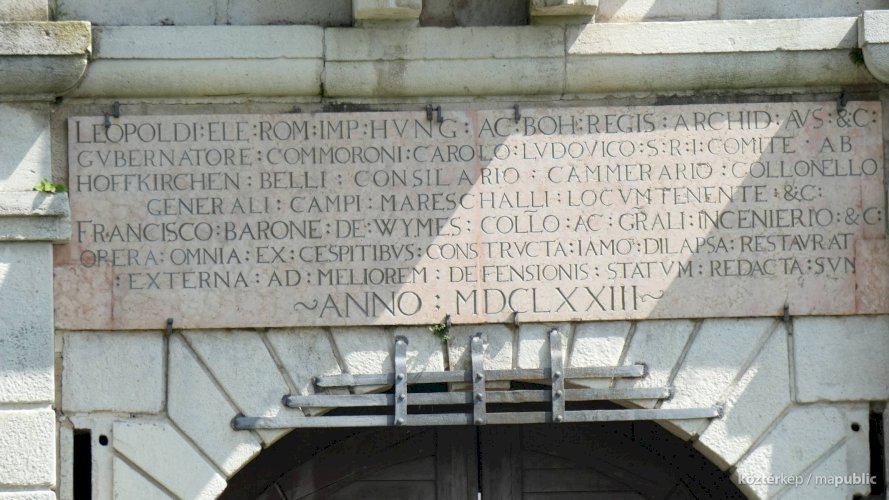 LEOPOLDI:ELE:ROM:IMP:HVNG:AC:BOH:REGIS:ARCHID:AVS:&C:
GVBERNATORE:COMMORONI:CAROLO:LVDOVICO:S:R:I:COMITE:AB
HOFFKIRCHEN:BELLI:CONSILARIO:CAMMERARIO:COLLONELLO
GENERALI:CAMPI:MARESCHALLI:LOCVMTENENTE:&C:
FRANCISCO:BARONE:DE:WYMES:COLLO:AC:GRALI:INGENIERIO:&C:
OPERA:OMNIA:EX:CESPITIBVS:CONSTRVCTA:IAMO:DILAPSA:RESTAVRAT
:EXTERNA:AD:MELIOREM:DEFENSIONIS:STATVM:REDACTA:SVN
~ANNO:MDCLXXIII~
köztérkép / mapublic